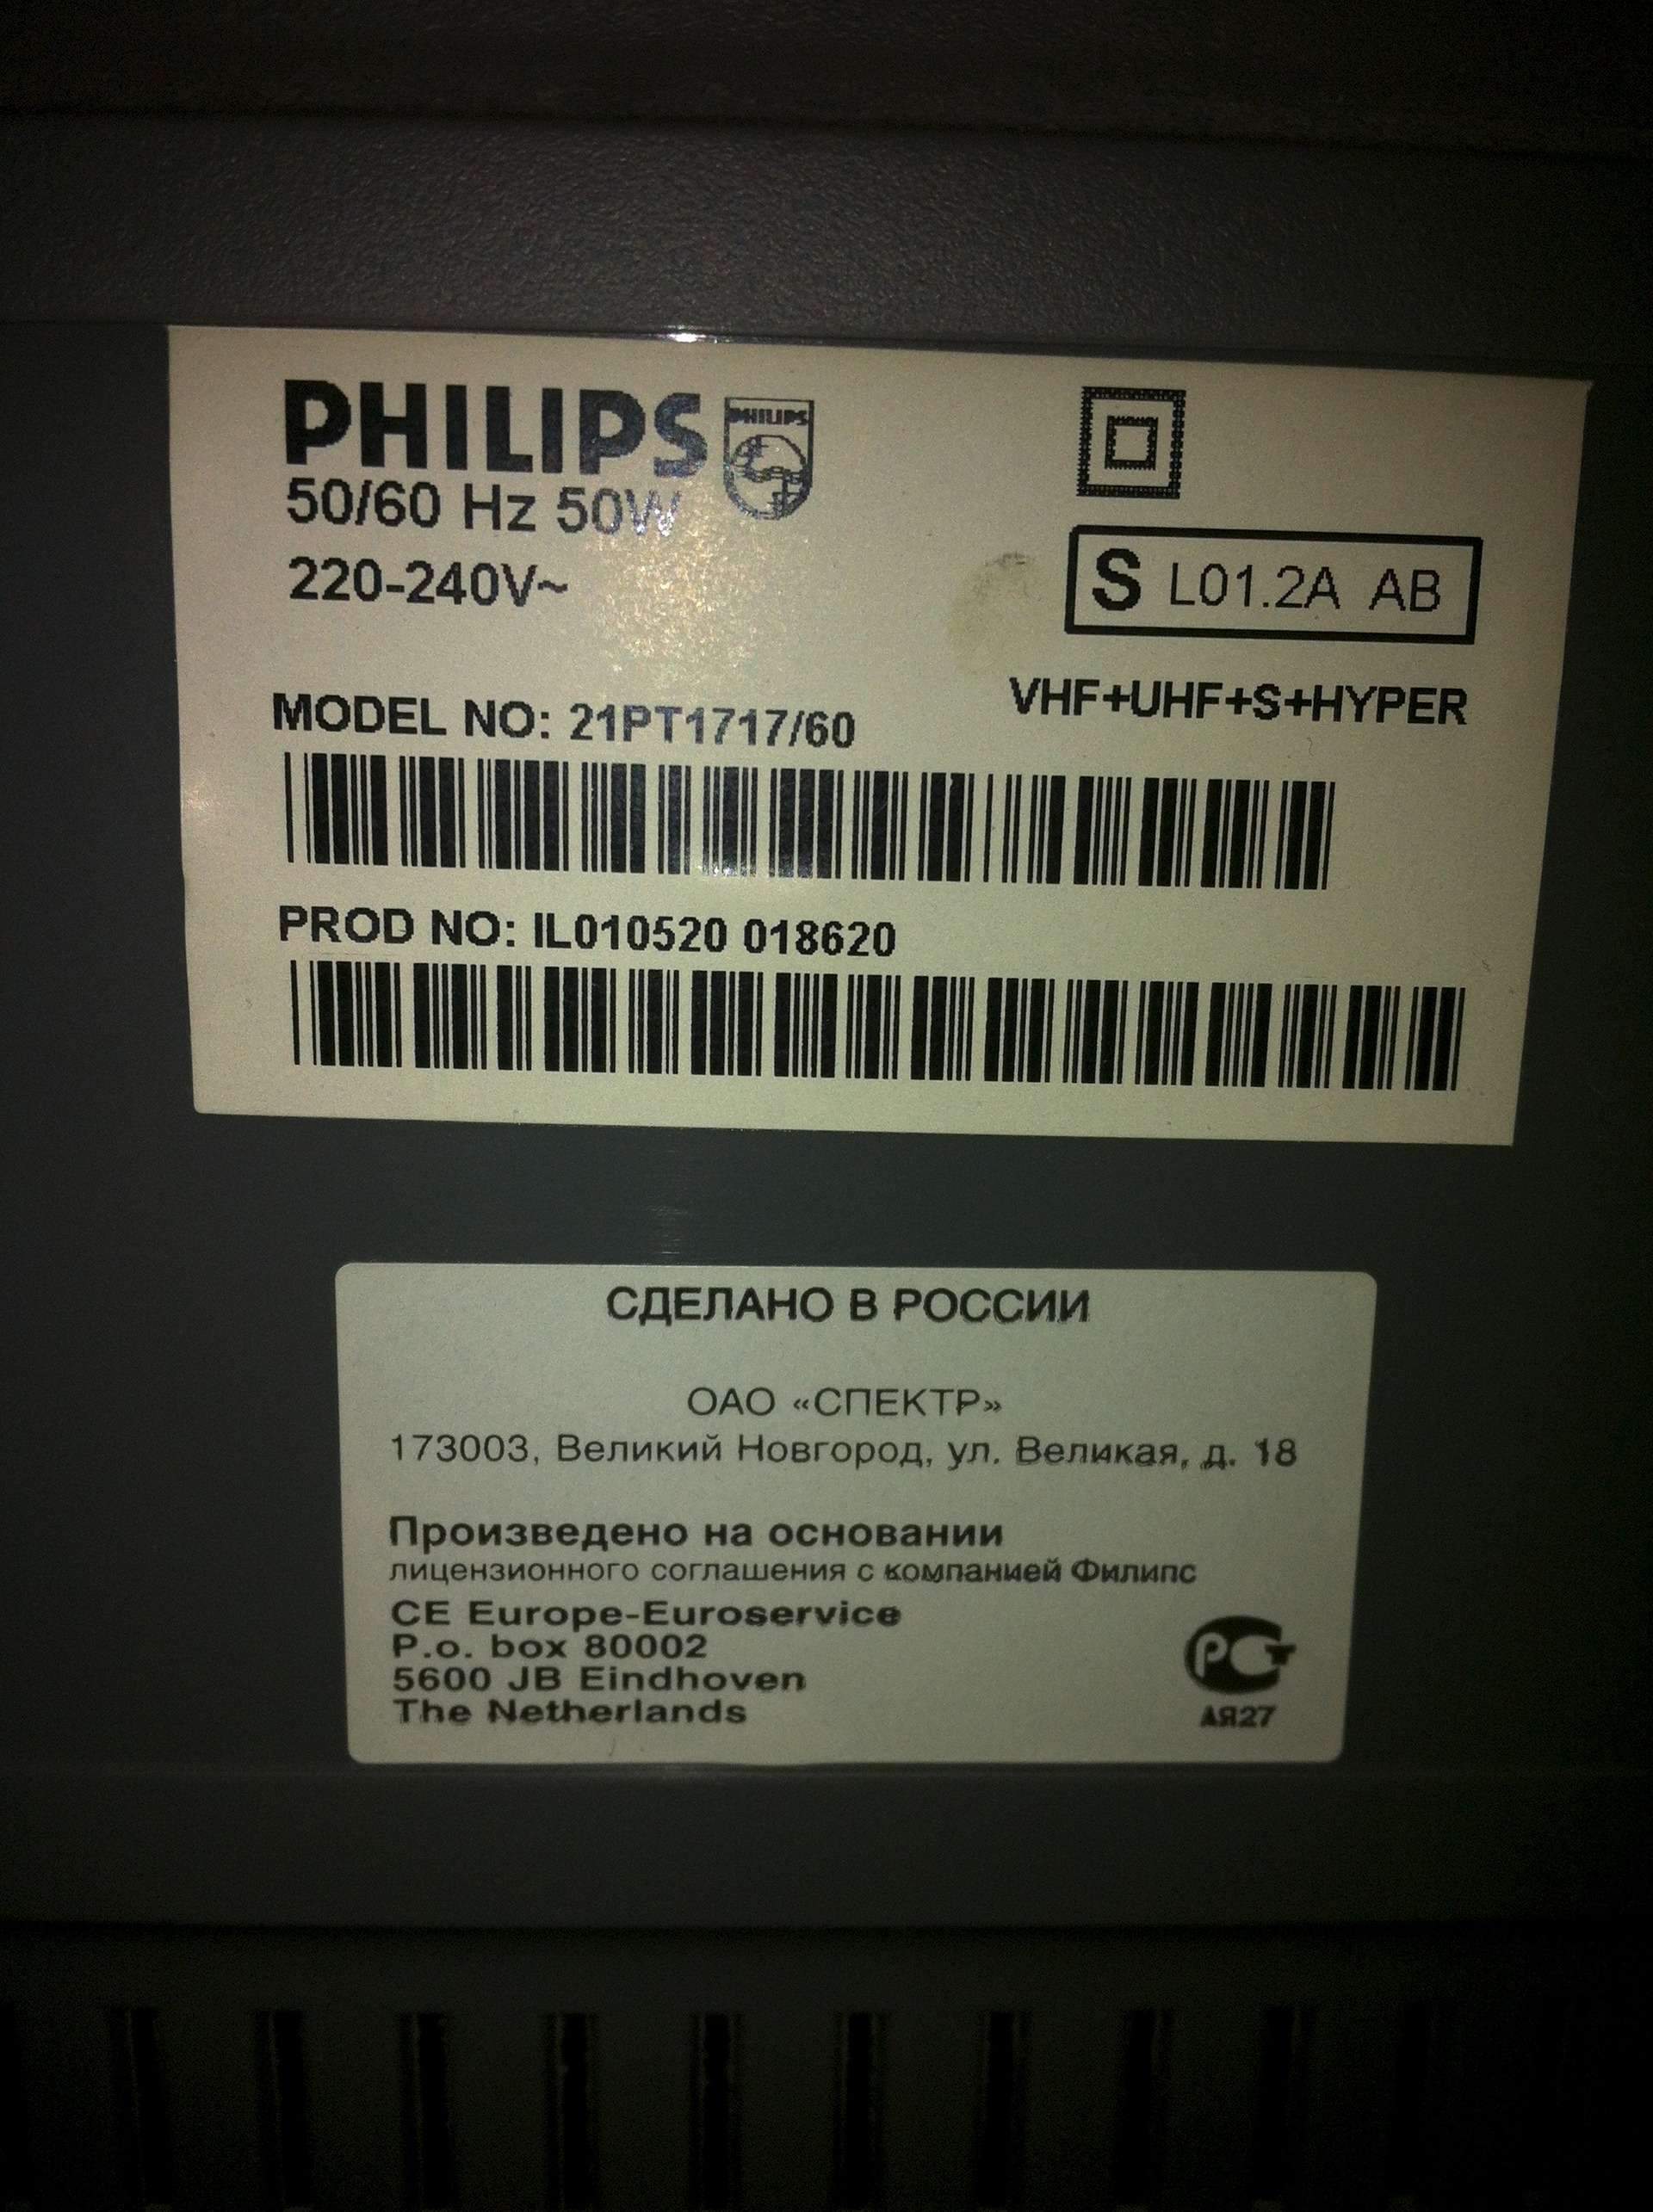 PHILIPS PHILIPS
50/60 Hz 50W
220-240V~
S L01.2A AB
VHF+UHF+S+HYPER
MODEL NO: 21PT1717/60
PROD NO: IL010520 018620
СДЕЛАНО В РОССИИ
ОАО «СПЕКТР»
173003, Великий Новгород, ул. Великая, д. 18
Произведено на основании
лицензионного соглашения с компанией Филипс
CE Europe-Euroservice
P.o. box 80002
5600 JB Eindhoven
The Netherlands
РСТ
АЯ27